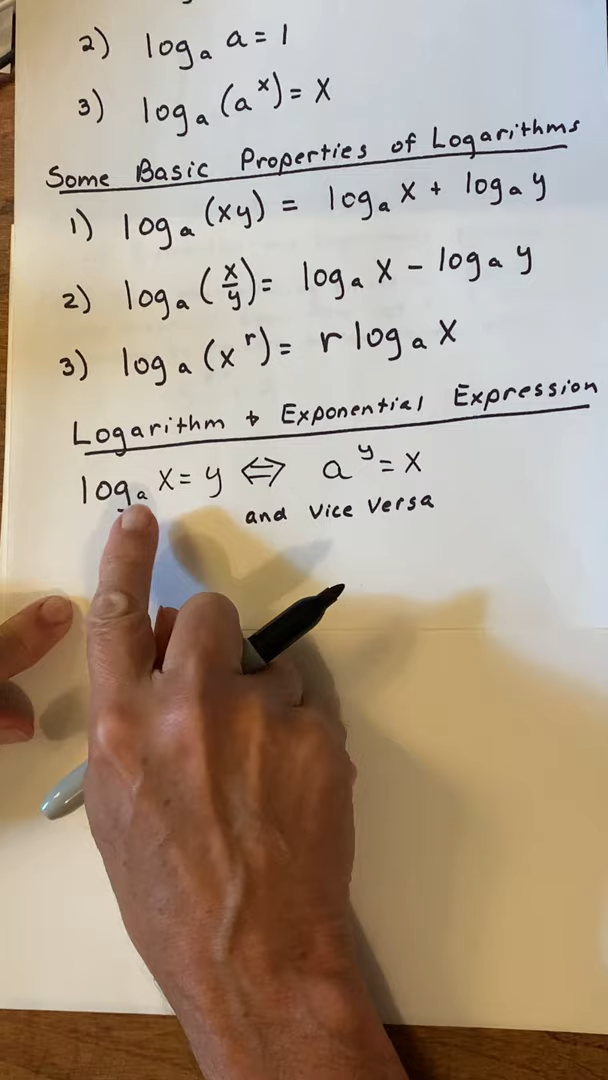 2) logₐ a = 1
3) logₐ (aˣ) = X
Some Basic Properties of Logarithms
1) logₐ (xy) = logₐ X + logₐ y
2) logₐ (x/y) = logₐ X - logₐ y
3) logₐ (xʳ) = r logₐ X
Logarithm + Exponential Expression
logₐ X = y ⇔ aʸ = X
and Vice Versa